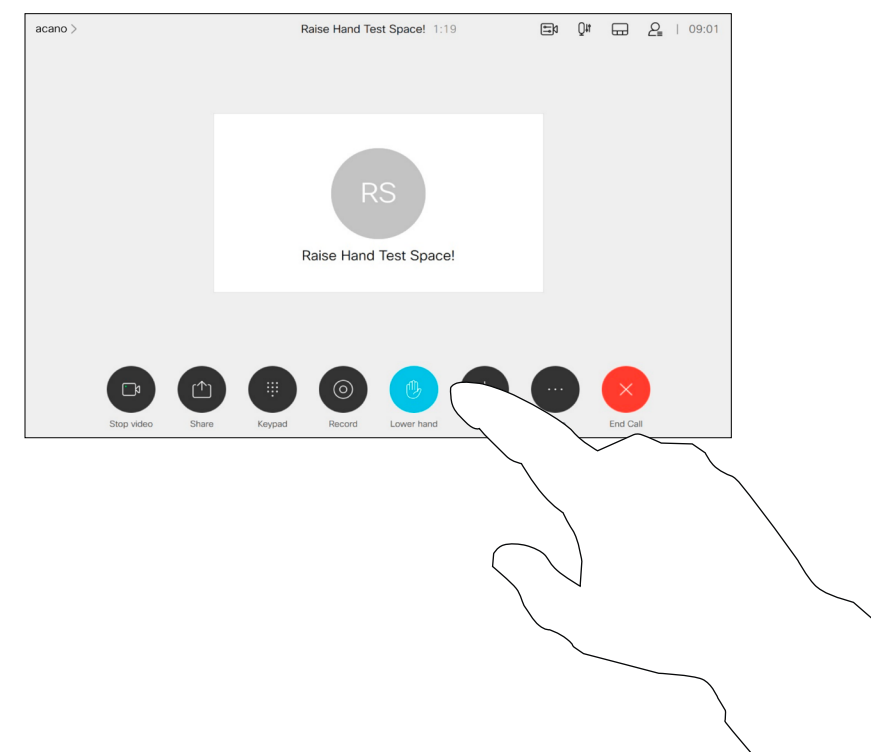 acano
Raise Hand Test Space! 1:19
09:01
RS
Raise Hand Test Space!
Stop video
Share
Keypad
Record
Lower hand
End Call